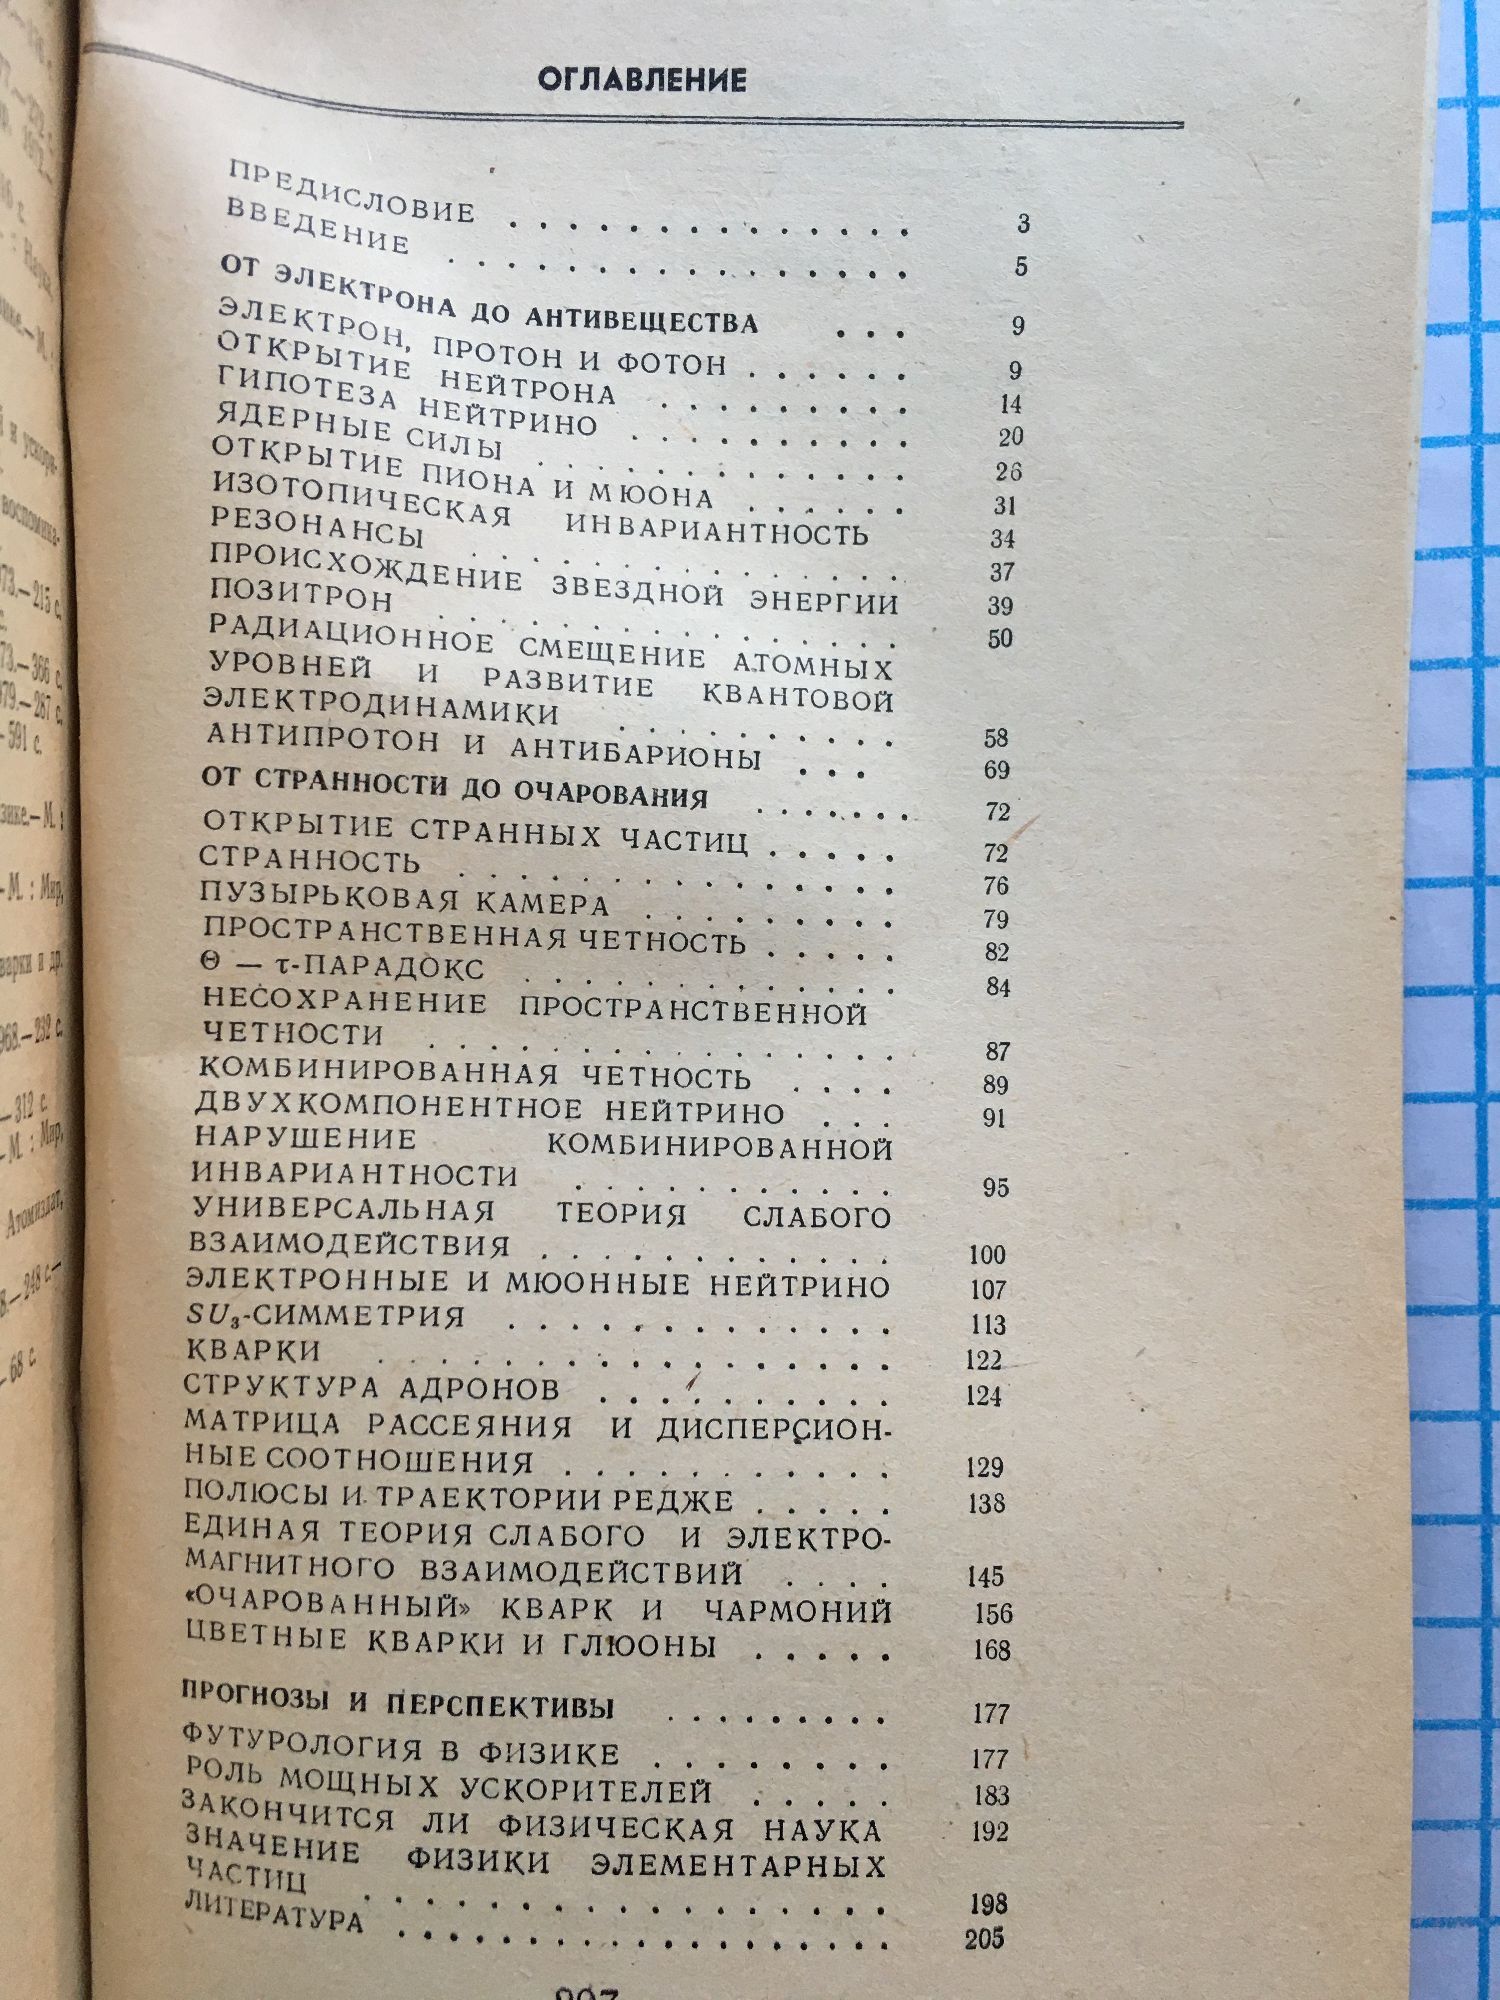 ОГЛАВЛЕНИЕ
ПРЕДИСЛОВИЕ . . . . . . . . . . . . . . 3
ВВЕДЕНИЕ . . . . . . . . . . . . . . . . 5
ОТ ЭЛЕКТРОНА ДО АНТИВЕЩЕСТВА . . . 9
ЭЛЕКТРОН, ПРОТОН И ФОТОН . . . . . . 9
ОТКРЫТИЕ НЕЙТРОНА . . . . . . . . . 14
ГИПОТЕЗА НЕЙТРИНО . . . . . . . . . . 20
ЯДЕРНЫЕ СИЛЫ . . . . . . . . . . . . . 26
ОТКРЫТИЕ ПИОНА И МЮОНА . . . . . . 31
ИЗОТОПИЧЕСКАЯ ИНВАРИАНТНОСТЬ 34
РЕЗОНАНСЫ . . . . . . . . . . . . . . . 37
ПРОИСХОЖДЕНИЕ ЗВЕЗДНОЙ ЭНЕРГИИ 39
ПОЗИТРОН . . . . . . . . . . . . . . . . 50
РАДИАЦИОННОЕ СМЕЩЕНИЕ АТОМНЫХ
УРОВНЕЙ И РАЗВИТИЕ КВАНТОВОЙ
ЭЛЕКТРОДИНАМИКИ . . . . . . . . . . 58
АНТИПРОТОН И АНТИБАРИОНЫ . . . 69
ОТ СТРАННОСТИ ДО ОЧАРОВАНИЯ . . . . . . . 72
ОТКРЫТИЕ СТРАННЫХ ЧАСТИЦ . . . . . 72
СТРАННОСТЬ . . . . . . . . . . . . . . . 76
ПУЗЫРЬКОВАЯ КАМЕРА . . . . . . . . . 79
ПРОСТРАНСТВЕННАЯ ЧЕТНОСТЬ . . . . . 82
Θ — τ-ПАРАДОКС . . . . . . . . . . . . . 84
НЕСОХРАНЕНИЕ ПРОСТРАНСТВЕННОЙ
ЧЕТНОСТИ . . . . . . . . . . . . . . . . 87
КОМБИНИРОВАННАЯ ЧЕТНОСТЬ . . . . 89
ДВУХКОМПОНЕНТНОЕ НЕЙТРИНО . . . 91
НАРУШЕНИЕ КОМБИНИРОВАННОЙ
ИНВАРИАНТНОСТИ . . . . . . . . . . . 95
УНИВЕРСАЛЬНАЯ ТЕОРИЯ СЛАБОГО
ВЗАИМОДЕЙСТВИЯ . . . . . . . . . . . . 100
ЭЛЕКТРОННЫЕ И МЮОННЫЕ НЕЙТРИНО 107
SU₃-СИММЕТРИЯ . . . . . . . . . . . . . 113
КВАРКИ . . . . . . . . . . . . . . . . . . 122
СТРУКТУРА АДРОНОВ . . . . . . . . . . 124
МАТРИЦА РАССЕЯНИЯ И ДИСПЕРСИОН-
НЫЕ СООТНОШЕНИЯ . . . . . . . . . . . 129
ПОЛЮСЫ И ТРАЕКТОРИИ РЕДЖЕ . . . . . 138
ЕДИНАЯ ТЕОРИЯ СЛАБОГО И ЭЛЕКТРО-
МАГНИТНОГО ВЗАИМОДЕЙСТВИЙ . . . . 145
«ОЧАРОВАННЫЙ» КВАРК И ЧАРМОНИЙ 156
ЦВЕТНЫЕ КВАРКИ И ГЛЮОНЫ . . . . . 168
ПРОГНОЗЫ И ПЕРСПЕКТИВЫ . . . . . . . . . 177
ФУТУРОЛОГИЯ В ФИЗИКЕ . . . . . . . . . 177
РОЛЬ МОЩНЫХ УСКОРИТЕЛЕЙ . . . . . 183
ЗАКОНЧИТСЯ ЛИ ФИЗИЧЕСКАЯ НАУКА 192
ЗНАЧЕНИЕ ФИЗИКИ ЭЛЕМЕНТАРНЫХ
ЧАСТИЦ . . . . . . . . . . . . . . . . . . 198
ЛИТЕРАТУРА . . . . . . . . . . . . . . . . . 205